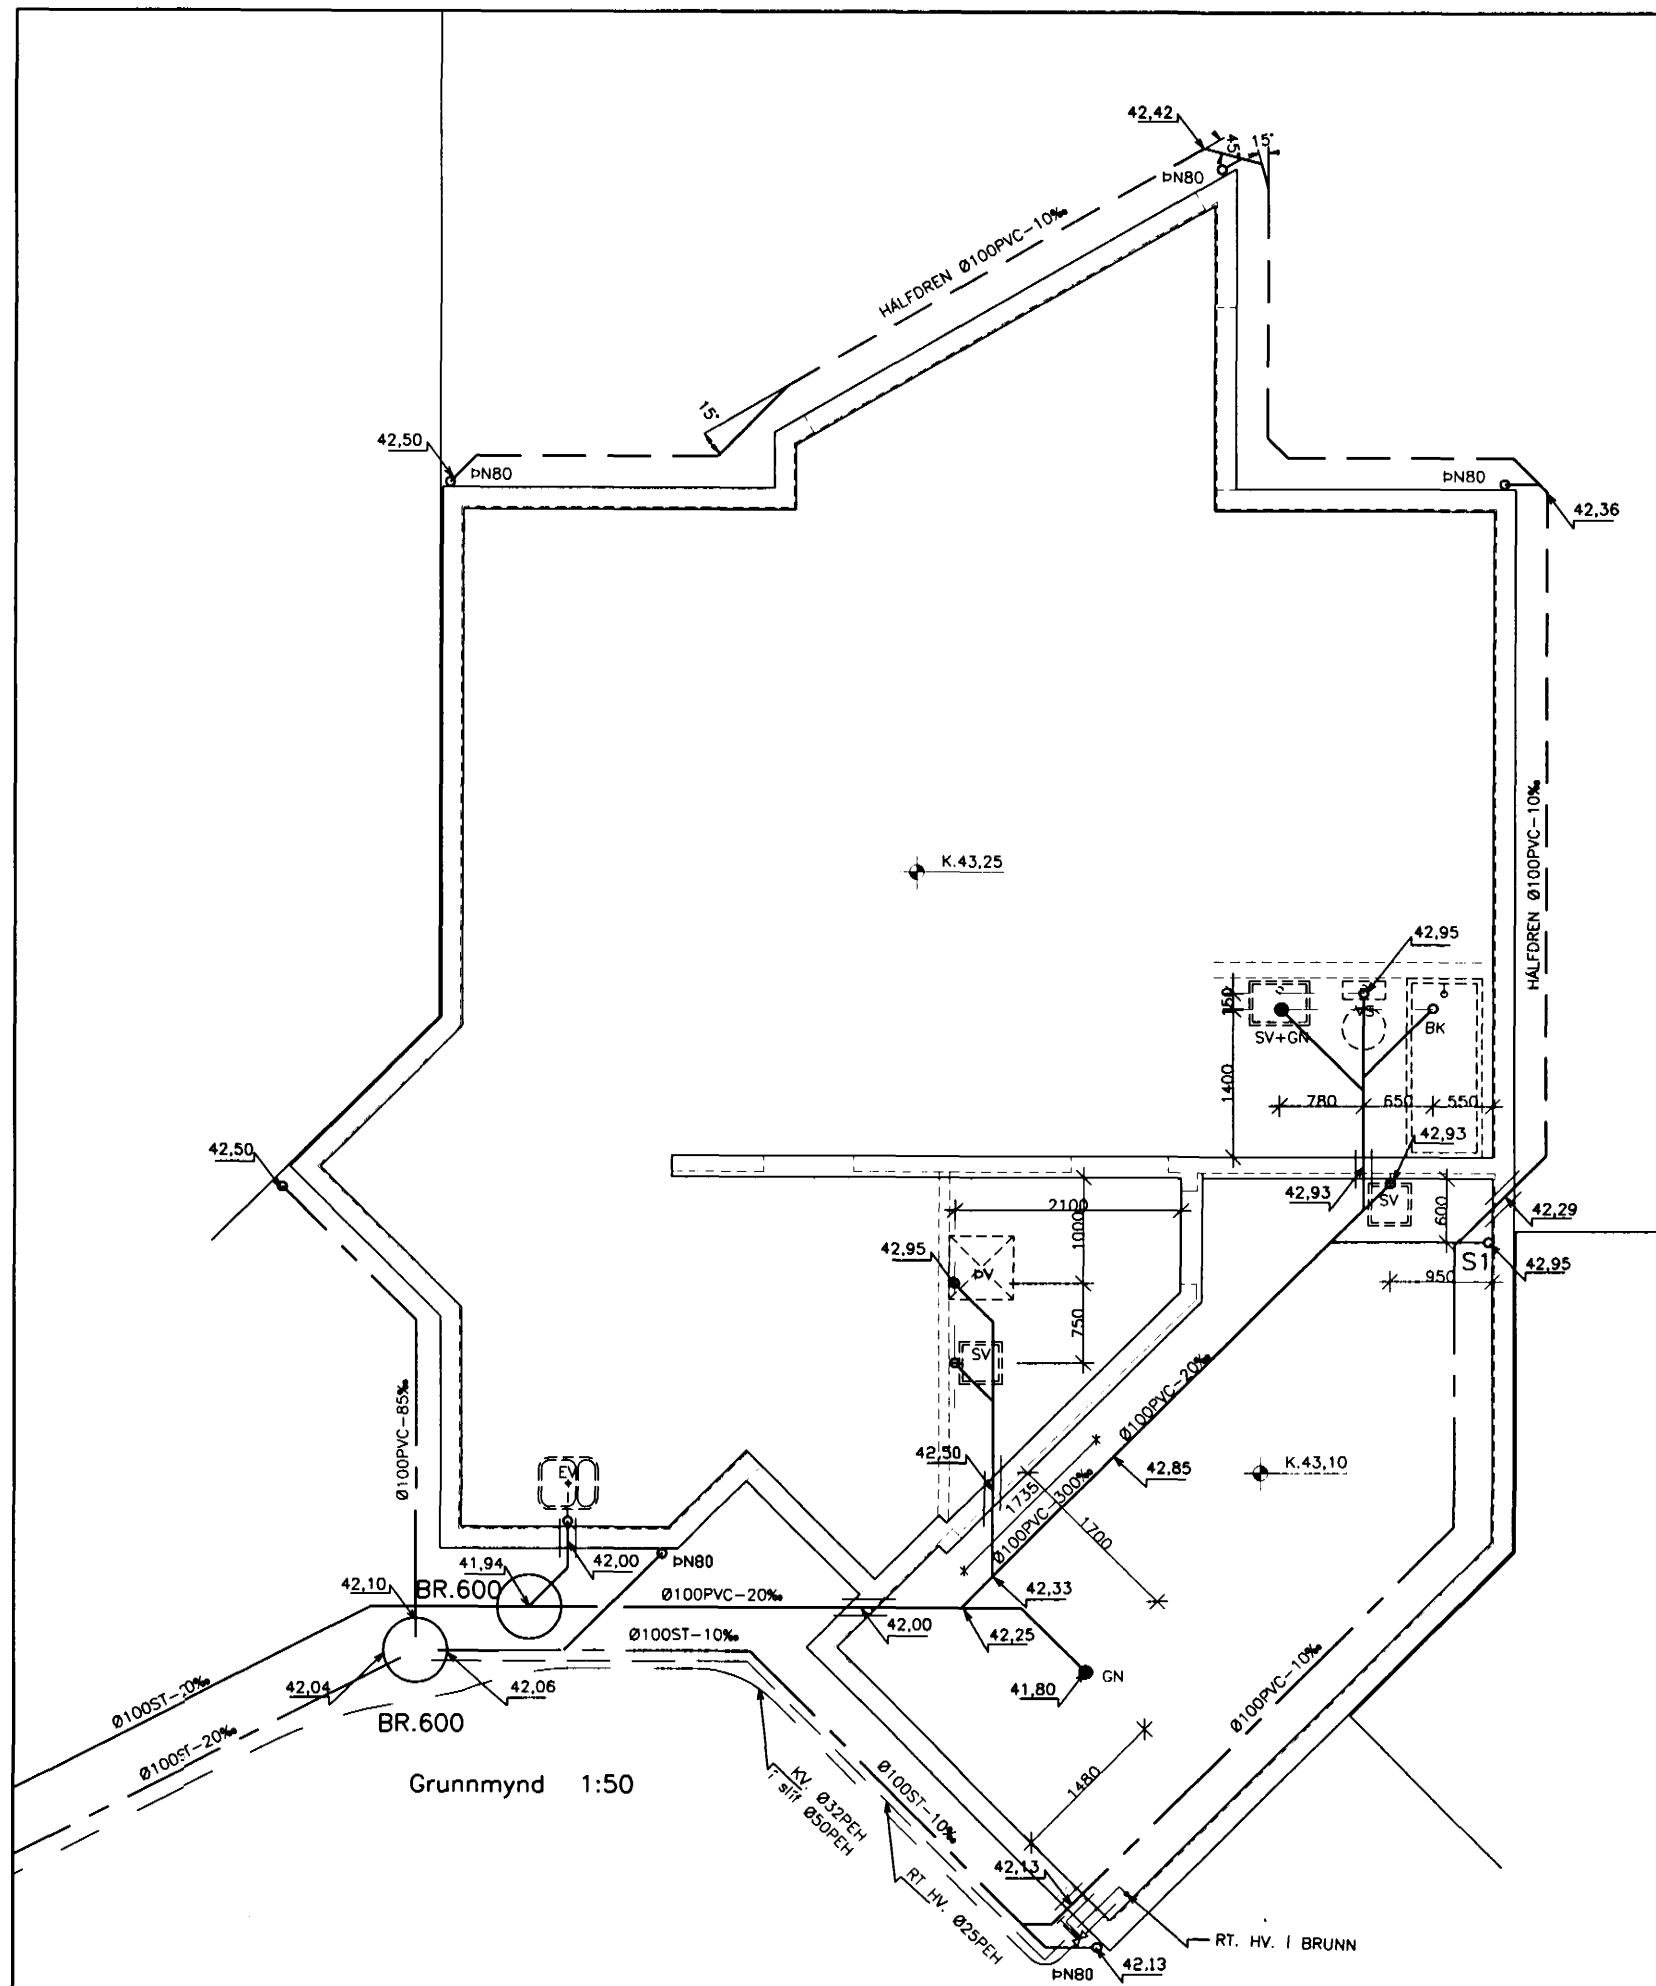 42,42
45°
15°
ÞN80
HÁLFDREN Ø100PVC-10‰
15°
42,50
ÞN80
ÞN80
42,36
K.43,25
HÁLFDREN Ø100PVC-10‰
42,95
150
VS
SV+GN
BK
1400
780
650
550
42,93
42,50
42,93
SV
600
42,29
2100
1000
42,95
ÞV
S1
42,95
950
750
SV
Ø100PVC-20‰
Ø100PVC-85‰
42,50
42,85
K.43,10
EV
1735
Ø100PVC-300‰
1700
41,94
42,00
ÞN80
42,10
BR.600
Ø100PVC-20‰
42,33
42,00
42,25
Ø100ST-10‰
GN
41,80
42,04
42,06
Ø100ST-20‰
BR.600
Ø100PVC-10‰
Ø100ST-20‰
Grunnmynd 1:50
KV. Ø32PEH
í slíf Ø50PEH
Ø100ST-10‰
1480
42,13
RT. HV. Ø25PEH
RT. HV. Í BRUNN
ÞN80
42,13